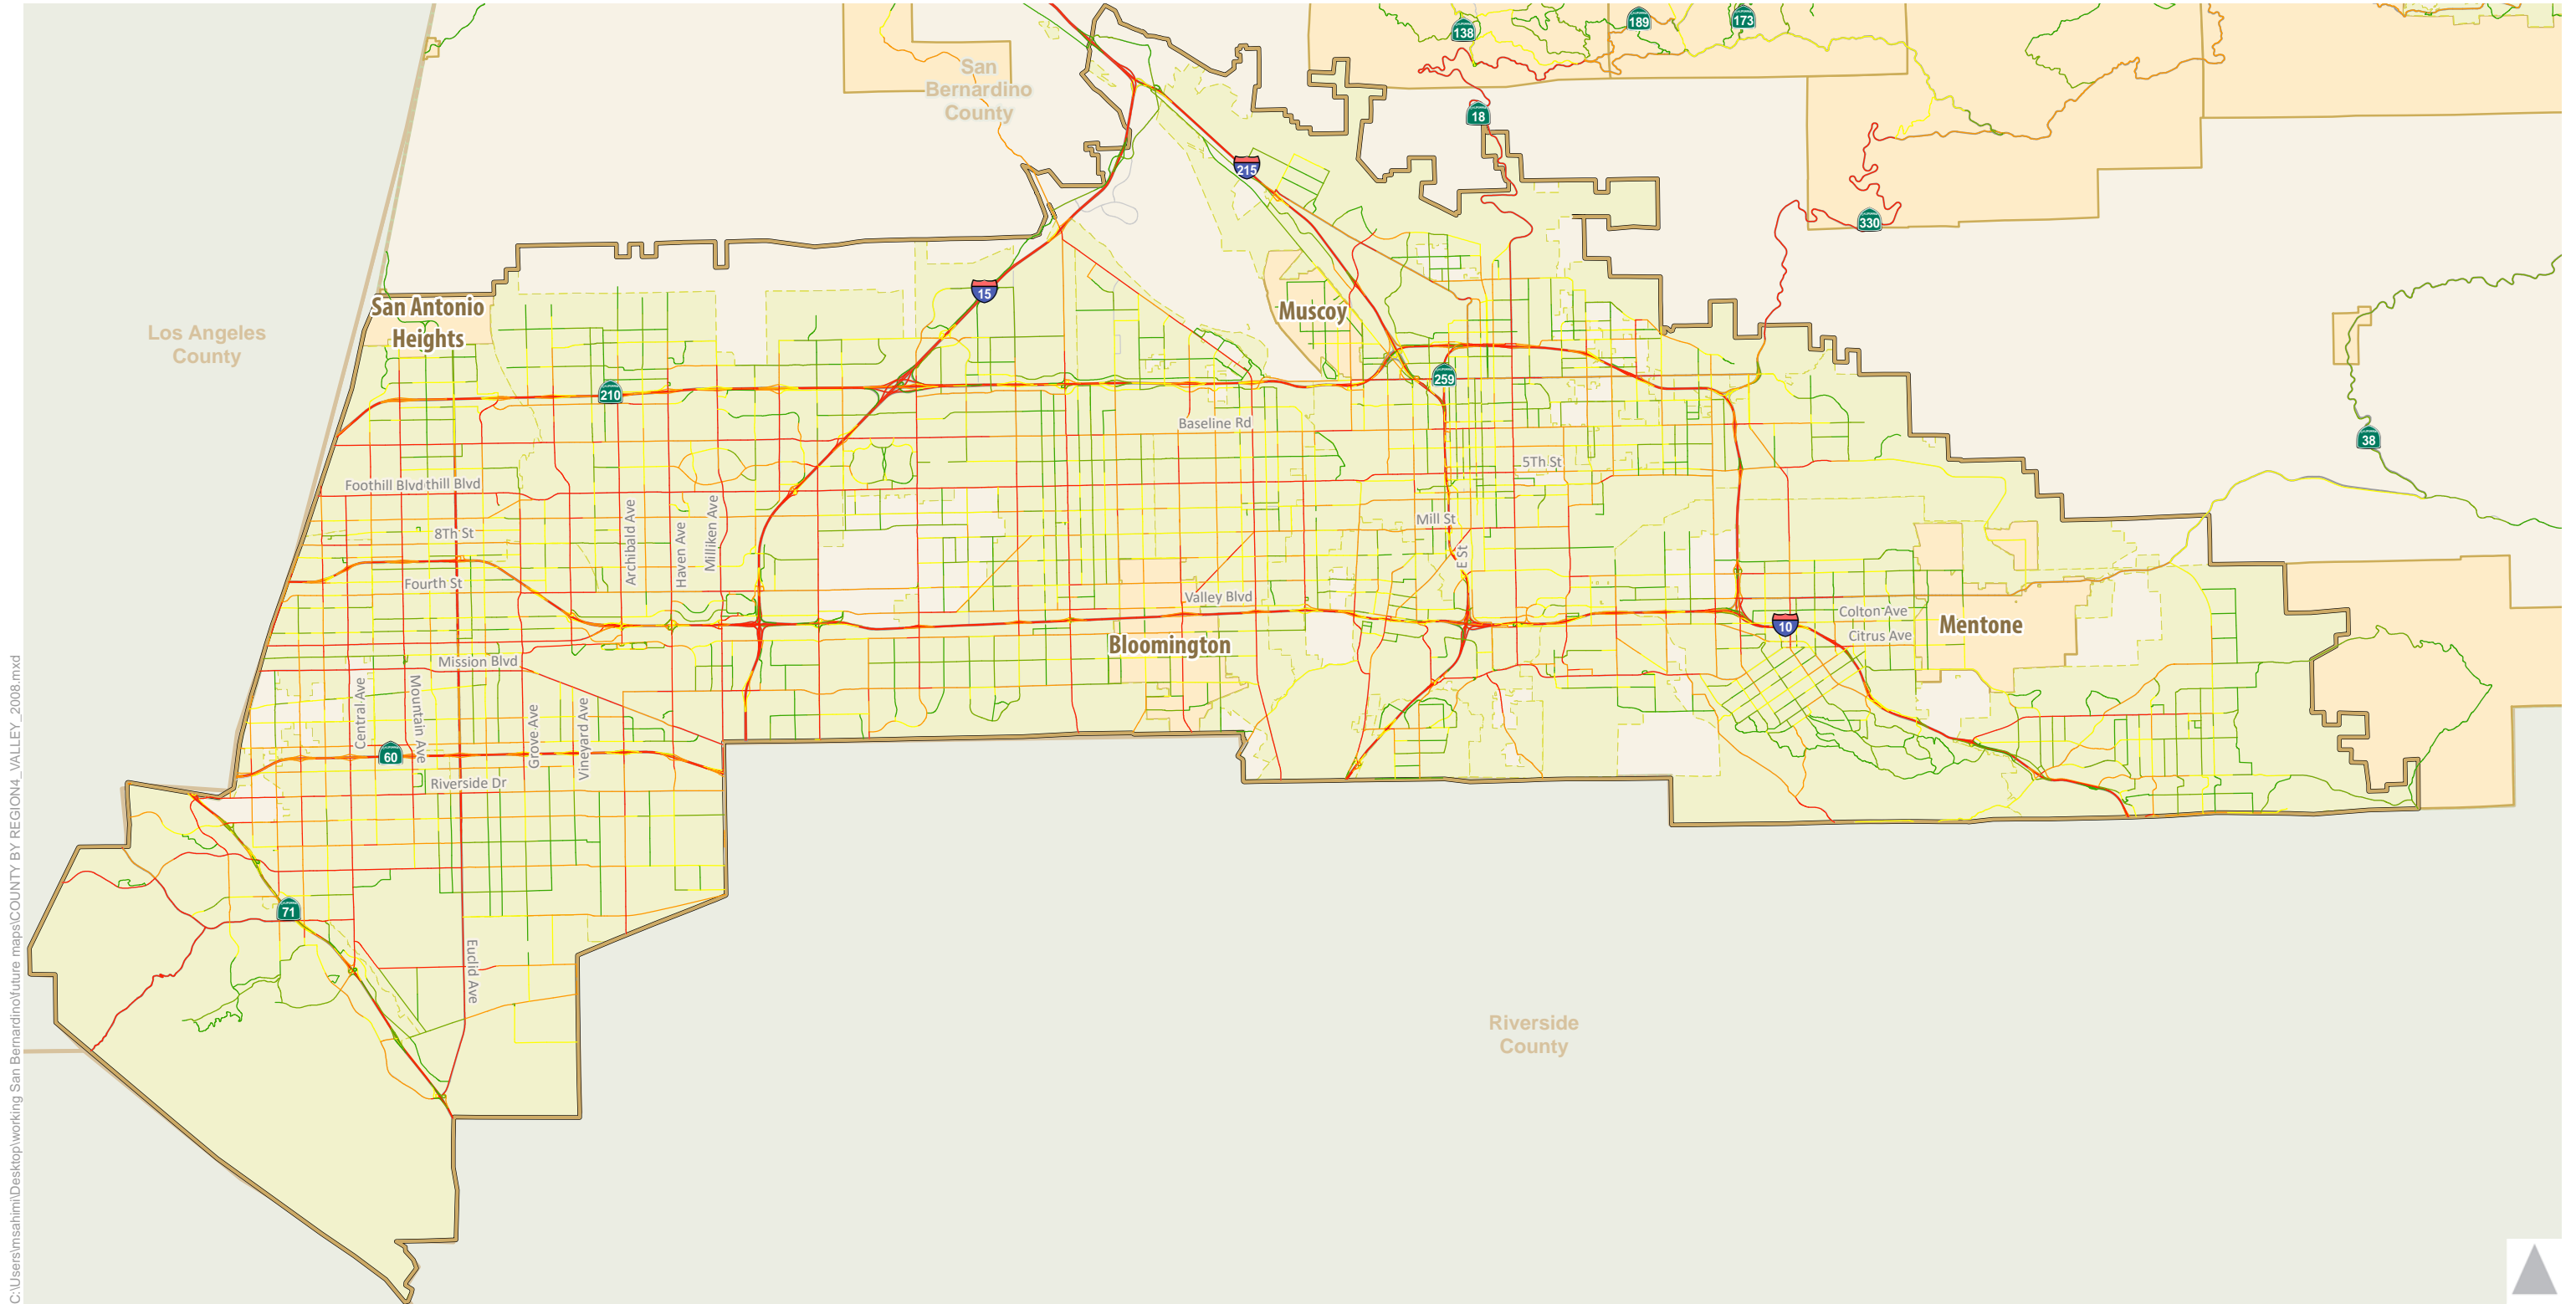 138
189
173
San
Bernardino
County
18
215
330
15
San Antonio
Heights
Muscoy
Los Angeles
County
259
210
Baseline Rd
38
5Th St
Foothill Blvd
thill Blvd
Archibald Ave
Haven Ave
Milliken Ave
Mill St
8Th St
E St
Fourth St
Valley Blvd
Colton Ave
10
Mentone
Citrus Ave
Bloomington
Mission Blvd
Central Ave
Mountain Ave
Grove Ave
Vineyard Ave
60
Riverside Dr
71
Euclid Ave
Riverside
County
C:\Users\msahimi\Desktop\working San Bernardino\future maps\COUNTY BY REGION4_VALLEY_2008.mxd